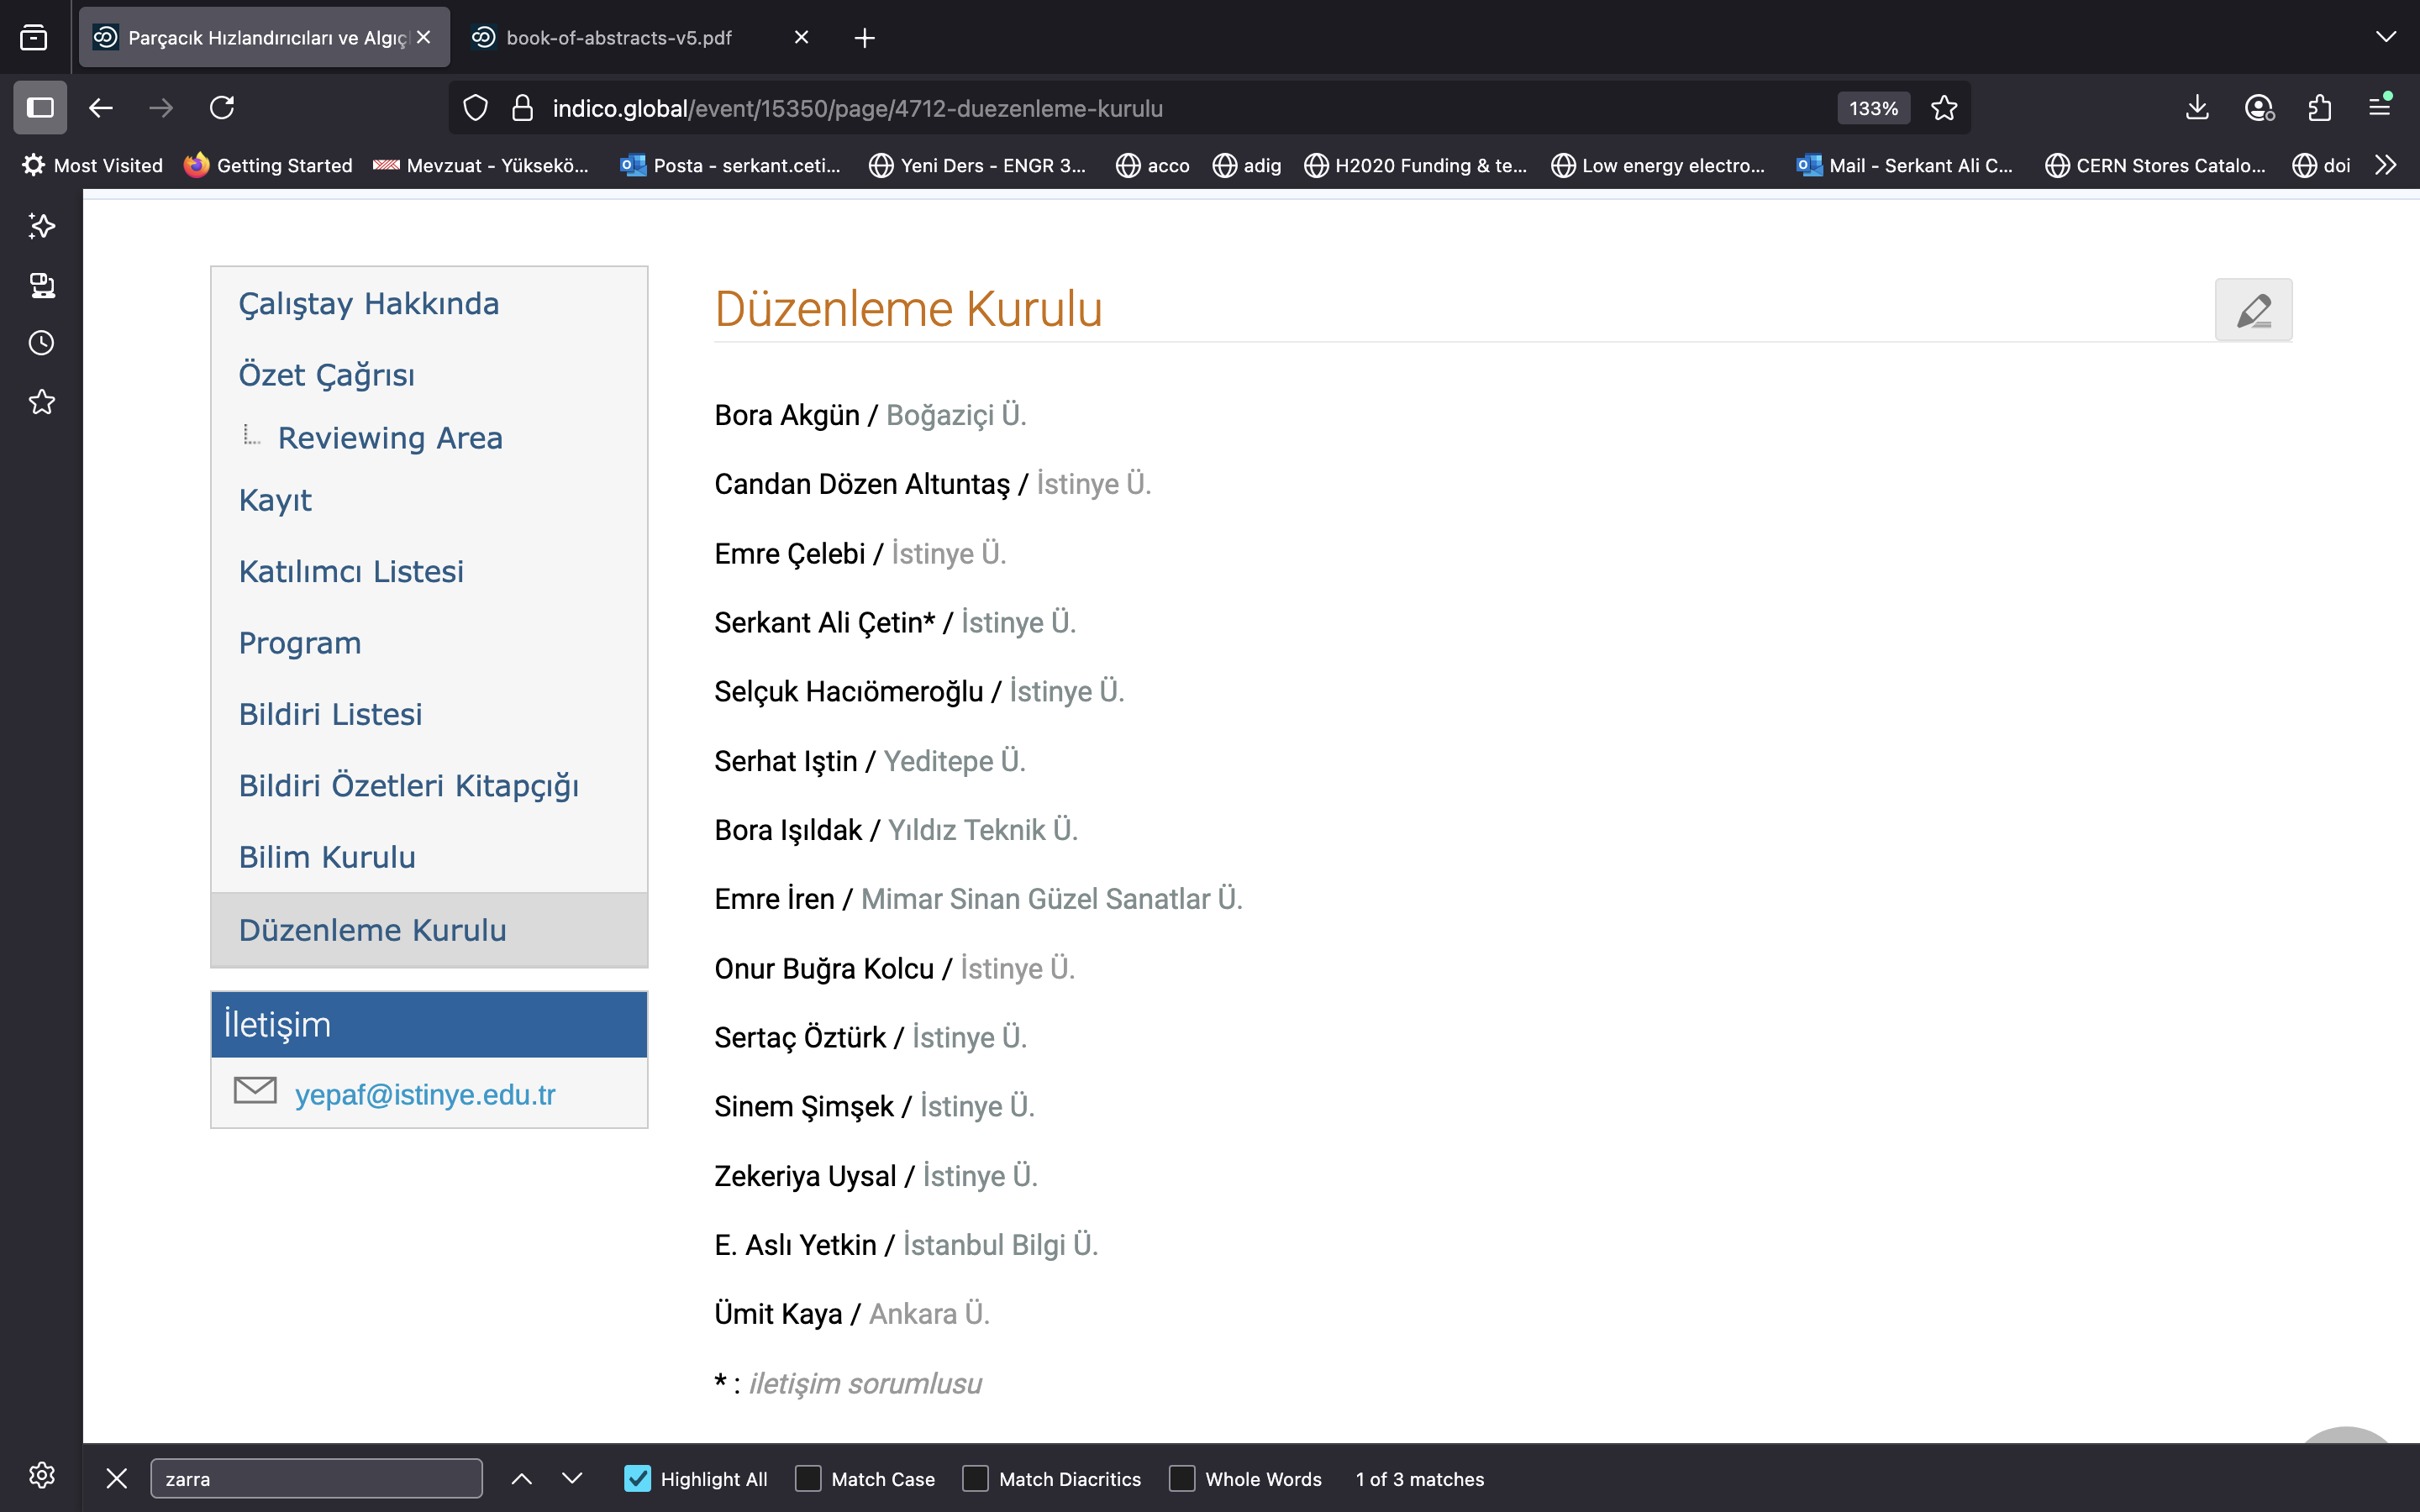 Parçacık Hızlandırıcıları ve Algıç
book-of-abstracts-v5.pdf
indico.global/event/15350/page/4712-duezenleme-kurulu
133%
Most Visited
Getting Started
Mevzuat - Yüksekö...
Posta - serkant.ceti...
Yeni Ders - ENGR 3...
acco
adig
H2020 Funding & te...
Low energy electro...
Mail - Serkant Ali C...
CERN Stores Catalo...
doi
Çalıştay Hakkında
Özet Çağrısı
Reviewing Area
Kayıt
Katılımcı Listesi
Program
Bildiri Listesi
Bildiri Özetleri Kitapçığı
Bilim Kurulu
Düzenleme Kurulu
İletişim
yepaf@istinye.edu.tr
Düzenleme Kurulu
Bora Akgün / Boğaziçi Ü.
Candan Dözen Altuntaş / İstinye Ü.
Emre Çelebi / İstinye Ü.
Serkant Ali Çetin* / İstinye Ü.
Selçuk Hacıömeroğlu / İstinye Ü.
Serhat Iştin / Yeditepe Ü.
Bora Işıldak / Yıldız Teknik Ü.
Emre İren / Mimar Sinan Güzel Sanatlar Ü.
Onur Buğra Kolcu / İstinye Ü.
Sertaç Öztürk / İstinye Ü.
Sinem Şimşek / İstinye Ü.
Zekeriya Uysal / İstinye Ü.
E. Aslı Yetkin / İstanbul Bilgi Ü.
Ümit Kaya / Ankara Ü.
* : iletişim sorumlusu
zarra
Highlight All
Match Case
Match Diacritics
Whole Words
1 of 3 matches